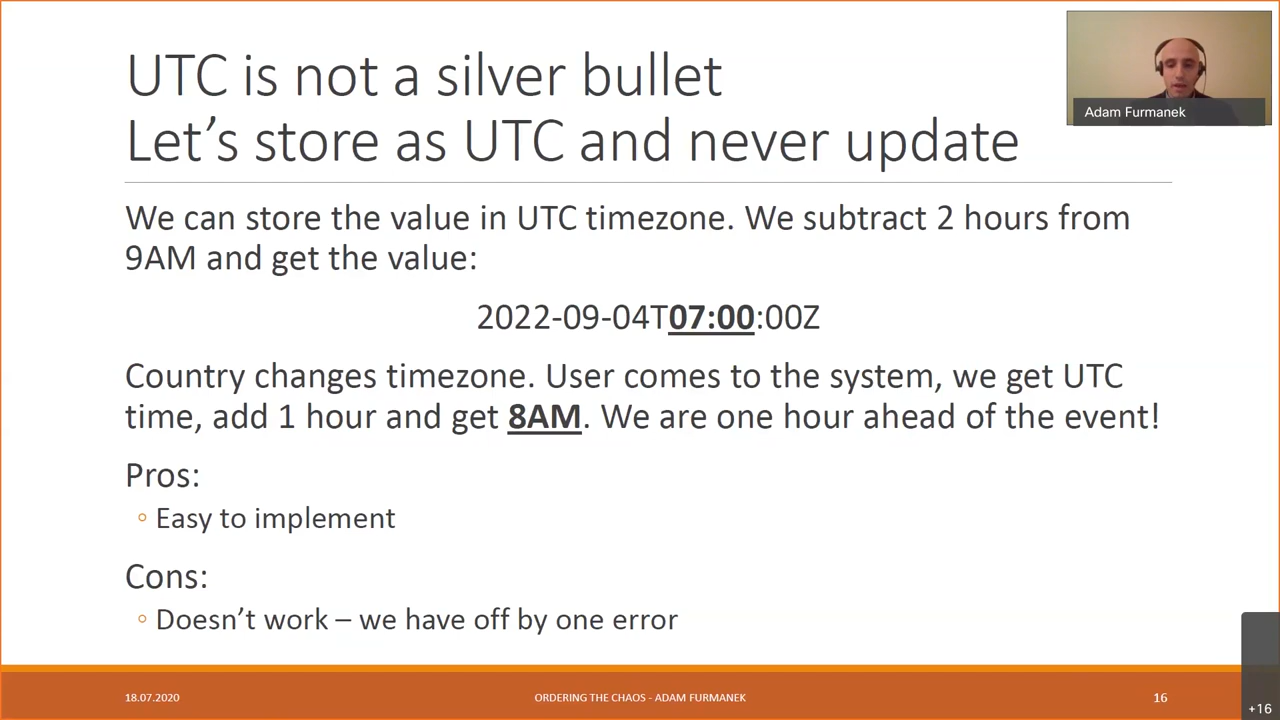 UTC is not a silver bullet
Let's store as UTC and never update
Adam Furmanek
We can store the value in UTC timezone. We subtract 2 hours from
9AM and get the value:
2022-09-04T07:00:00Z
Country changes timezone. User comes to the system, we get UTC
time, add 1 hour and get 8AM. We are one hour ahead of the event!
Pros:
◦ Easy to implement
Cons:
◦ Doesn't work – we have off by one error
18.07.2020
ORDERING THE CHAOS - ADAM FURMANEK
16
+16